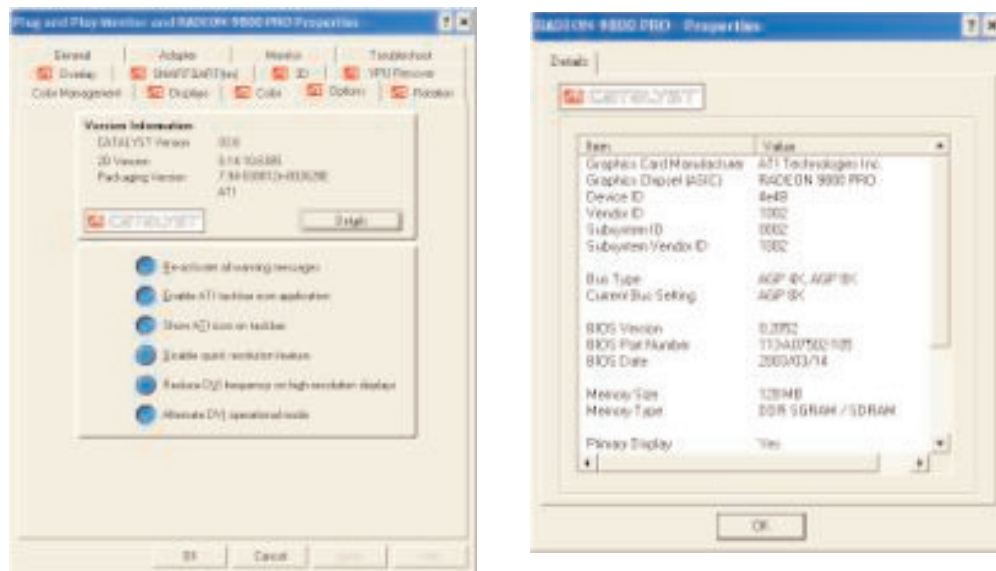 Plug and Play Monitor and RADEON 9800 PRO Properties
General Adapter Monitor Troubleshoot
Overlay SMARTGART(tm) 3D VPU Recover
Color Management Displays Color Options Rotation
Version Information
CATALYST Version
2D Version
Packaging Version
ATI
CATALYST
Details
Reactivate all warning messages
Enable ATI taskbar icon application
Show ATI icon on taskbar
Enable quick resolution feature
Reduce DVI frequency on high resolution displays
Alternate DVI operational mode
OK Cancel
RADEON 9800 PRO Properties
Details
CATALYST
Item Value
Graphics Card Manufacturer ATI Technologies Inc.
Graphics Chipset (ASIC) RADEON 9800 PRO
Device ID 4e48
Vendor ID 1002
Subsystem ID 0002
Subsystem Vendor ID 1002
Bus Type AGP 4X, AGP 8X
Current Bus Setting AGP 8X
BIOS Version
BIOS Part Number
BIOS Date 2003/03/14
Memory Size 128 MB
Memory Type DDR SGRAM / SDRAM
Primary Display Yes
OK